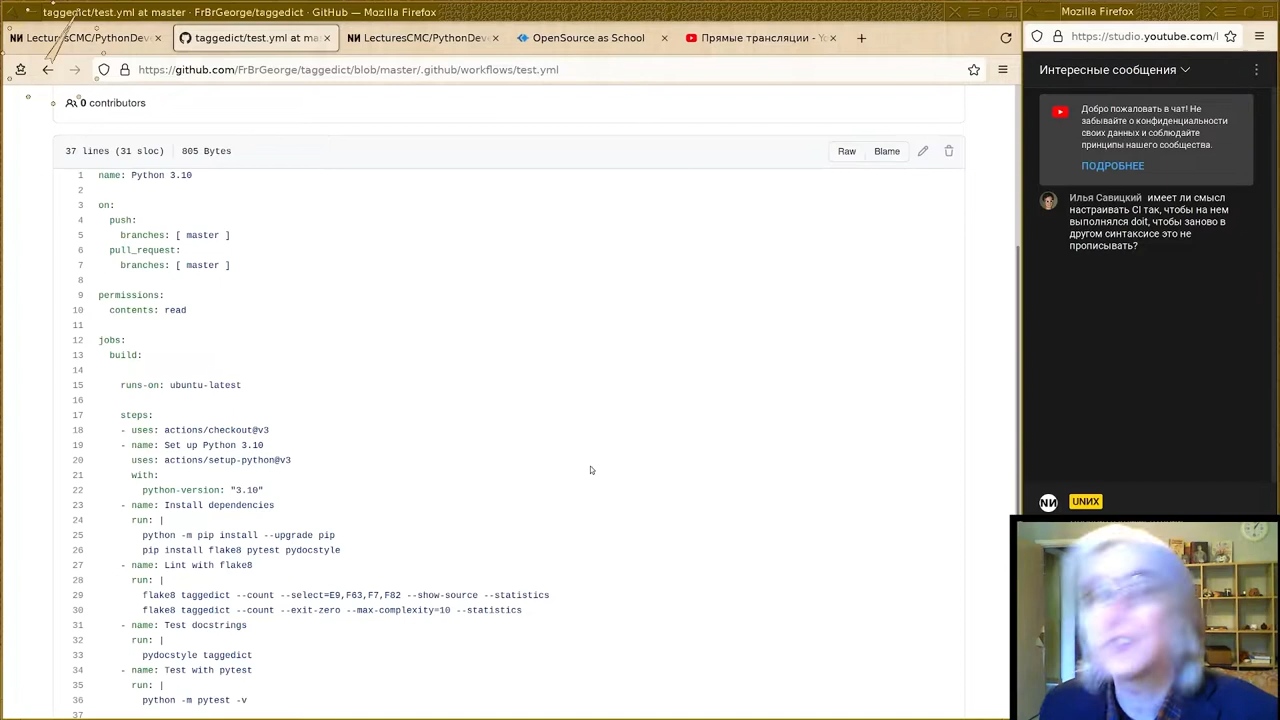 taggedict/test.yml at master · FrBrGeorge/taggedict · GitHub — Mozilla Firefox
LecturesCMC/PythonDev
taggedict/test.yml at ma
LecturesCMC/PythonDev
OpenSource as School
Прямые трансляции - Yo
https://github.com/FrBrGeorge/taggedict/blob/master/.github/workflows/test.yml
0 contributors
37 lines (31 sloc) 805 Bytes
Raw Blame
1 name: Python 3.10
2
3 on:
4 push:
5 branches: [ master ]
6 pull_request:
7 branches: [ master ]
8
9 permissions:
10 contents: read
11
12 jobs:
13 build:
14
15 runs-on: ubuntu-latest
16
17 steps:
18 - uses: actions/checkout@v3
19 - name: Set up Python 3.10
20 uses: actions/setup-python@v3
21 with:
22 python-version: "3.10"
23 - name: Install dependencies
24 run: |
25 python -m pip install --upgrade pip
26 pip install flake8 pytest pydocstyle
27 - name: Lint with flake8
28 run: |
29 flake8 taggedict --count --select=E9,F63,F7,F82 --show-source --statistics
30 flake8 taggedict --count --exit-zero --max-complexity=10 --statistics
31 - name: Test docstrings
32 run: |
33 pydocstyle taggedict
34 - name: Test with pytest
35 run: |
36 python -m pytest -v
37
Mozilla Firefox
https://studio.youtube.com/l
Интересные сообщения
Добро пожаловать в чат! Не
забывайте о конфиденциальности
своих данных и соблюдайте
принципы нашего сообщества.
ПОДРОБНЕЕ
Илья Савицкий имеет ли смысл
настраивать CI так, чтобы на нем
выполнялся doit, чтобы заново в
другом синтаксисе это не
прописывать?
UNИX